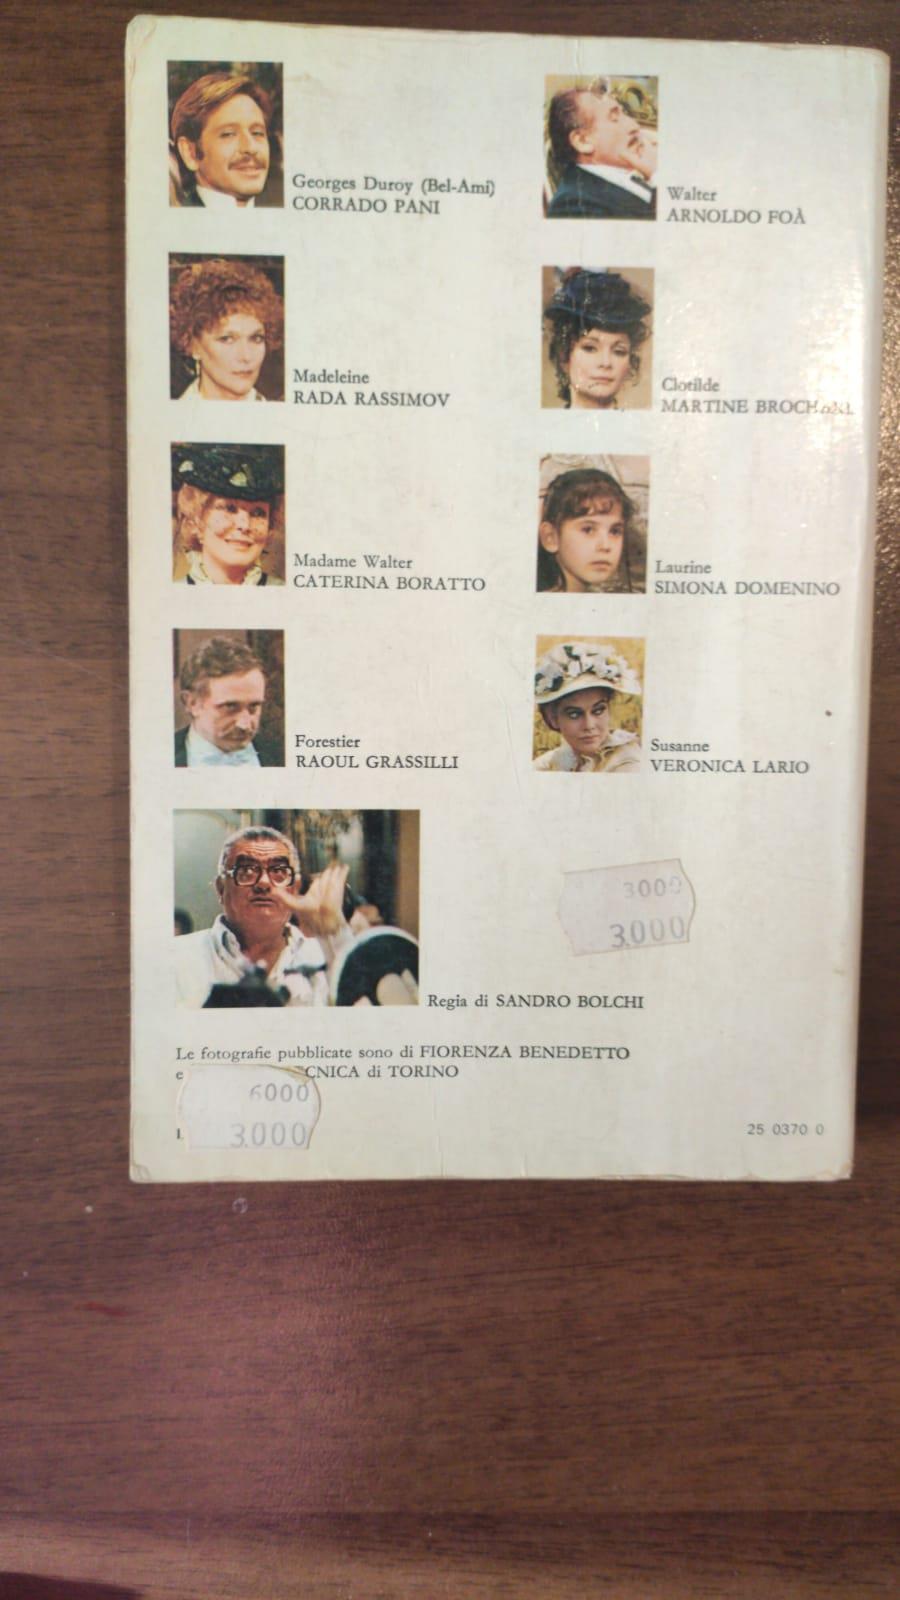 Georges Duroy (Bel-Ami)
CORRADO PANI
Walter
ARNOLDO FOÀ
Madeleine
RADA RASSIMOV
Clotilde
MARTINE
Madame Walter
CATERINA BORATTO
Laurine
SIMONA DOMENINO
Forestier
RAOUL GRASSILLI
Susanne
VERONICA LARIO
3000
3.000
Regia di SANDRO BOLCHI
Le fotografie pubblicate sono di FIORENZA BENEDETTO
e di TORINO
6000
3.000
25 0370 0